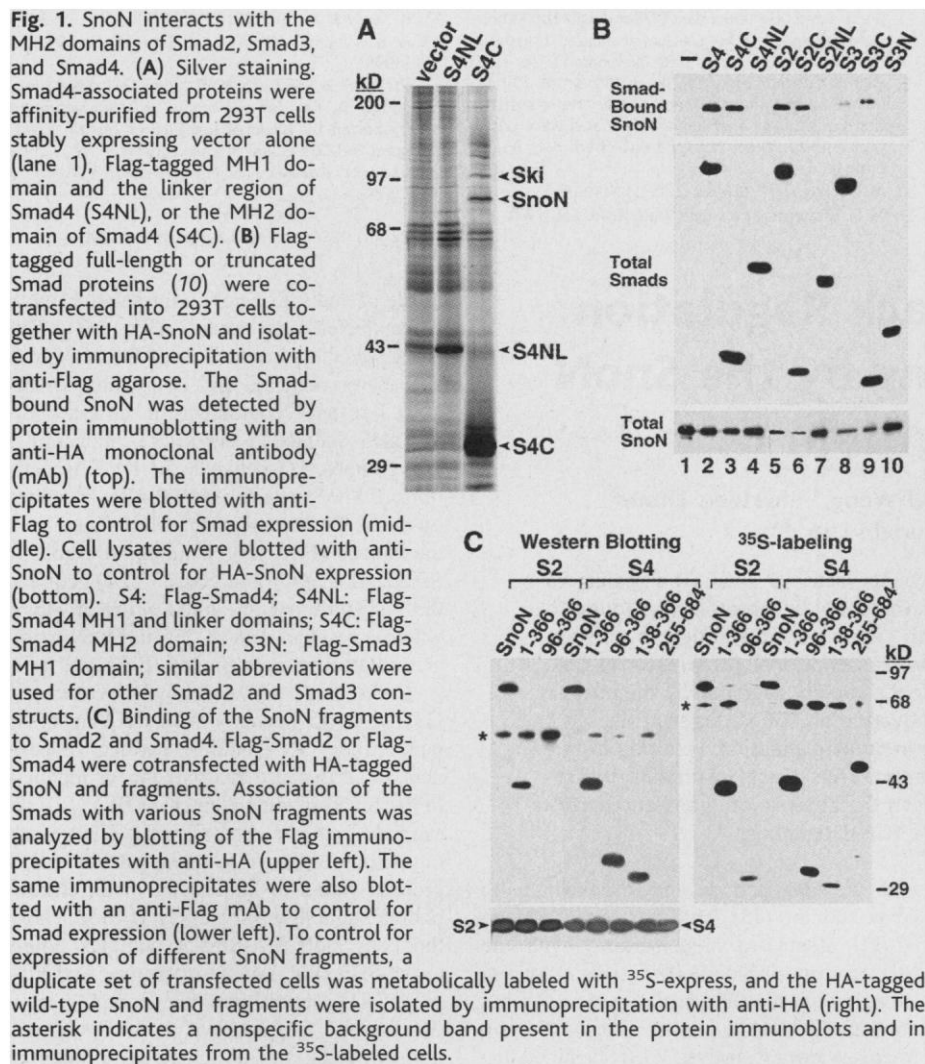 Fig. 1. SnoN interacts with the
MH2 domains of Smad2, Smad3,
and Smad4. (A) Silver staining.
Smad4-associated proteins were
affinity-purified from 293T cells
stably expressing vector alone
(lane 1), Flag-tagged MH1 do-
main and the linker region of
Smad4 (S4NL), or the MH2 do-
main of Smad4 (S4C). (B) Flag-
tagged full-length or truncated
Smad proteins (10) were co-
transfected into 293T cells to-
gether with HA-SnoN and isolat-
ed by immunoprecipitation with
anti-Flag agarose. The Smad-
bound SnoN was detected by
protein immunoblotting with an
anti-HA monoclonal antibody
(mAb) (top). The immunopre-
cipitates were blotted with anti-
Flag to control for Smad expression (mid-
dle). Cell lysates were blotted with anti-
SnoN to control for HA-SnoN expression
(bottom). S4: Flag-Smad4; S4NL: Flag-
Smad4 MH1 and linker domains; S4C: Flag-
Smad4 MH2 domain; S3N: Flag-Smad3
MH1 domain; similar abbreviations were
used for other Smad2 and Smad3 con-
structs. (C) Binding of the SnoN fragments
to Smad2 and Smad4. Flag-Smad2 or Flag-
Smad4 were cotransfected with HA-tagged
SnoN and fragments. Association of the
Smads with various SnoN fragments was
analyzed by blotting of the Flag immuno-
precipitates with anti-HA (upper left). The
same immunoprecipitates were also blot-
ted with an anti-Flag mAb to control for
Smad expression (lower left). To control for
expression of different SnoN fragments, a
duplicate set of transfected cells was metabolically labeled with ³⁵S-express, and the HA-tagged
wild-type SnoN and fragments were isolated by immunoprecipitation with anti-HA (right). The
asterisk indicates a nonspecific background band present in the protein immunoblots and in
immunoprecipitates from the ³⁵S-labeled cells.
A
vector S4NL S4C
kD
200
97
68
43
29
Ski
SnoN
S4NL
S4C
B
– S4 S4C S4NL S2 S2C S2NL S3 S3C S3N
Smad-
Bound
SnoN
Total
Smads
Total
SnoN
1 2 3 4 5 6 7 8 9 10
C
Western Blotting ³⁵S-labeling
S2 S4 S2 S4
SnoN 1-366 96-366 SnoN 1-366 96-366 138-366 255-684 SnoN 1-366 96-366 SnoN 1-366 96-366 138-366 255-684
kD
97
* * 68
43
29
S2 S4